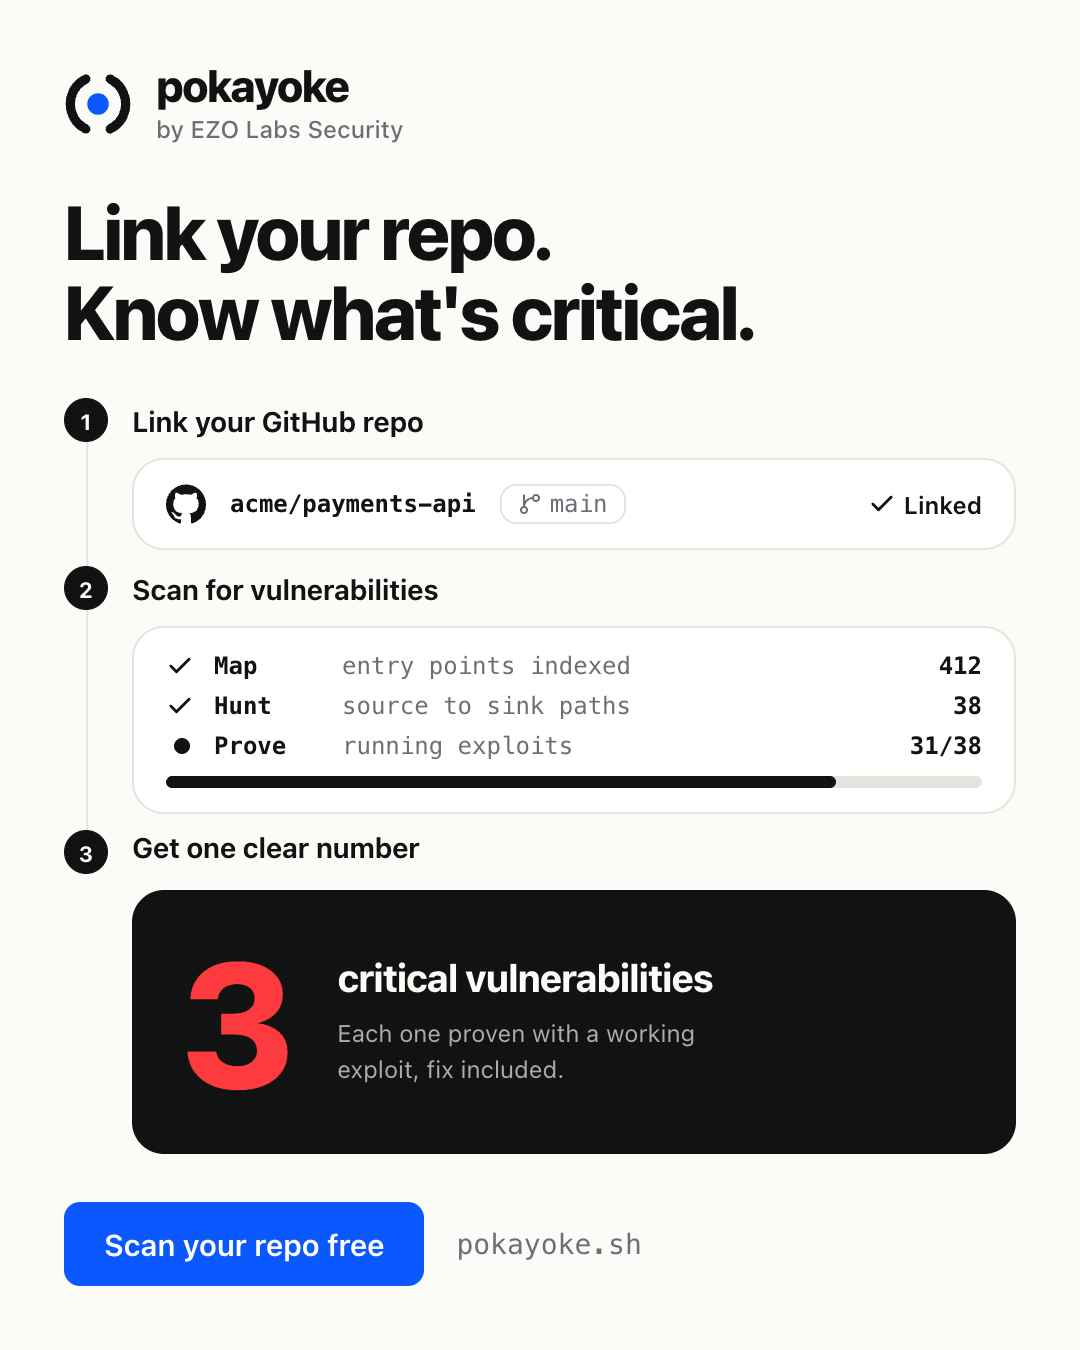 pokayoke
by EZO Labs Security
Link your repo.
Know what's critical.
1 Link your GitHub repo
acme/payments-api main Linked
2 Scan for vulnerabilities
Map entry points indexed 412
Hunt source to sink paths 38
Prove running exploits 31/38
3 Get one clear number
3
critical vulnerabilities
Each one proven with a working
exploit, fix included.
Scan your repo free pokayoke.sh